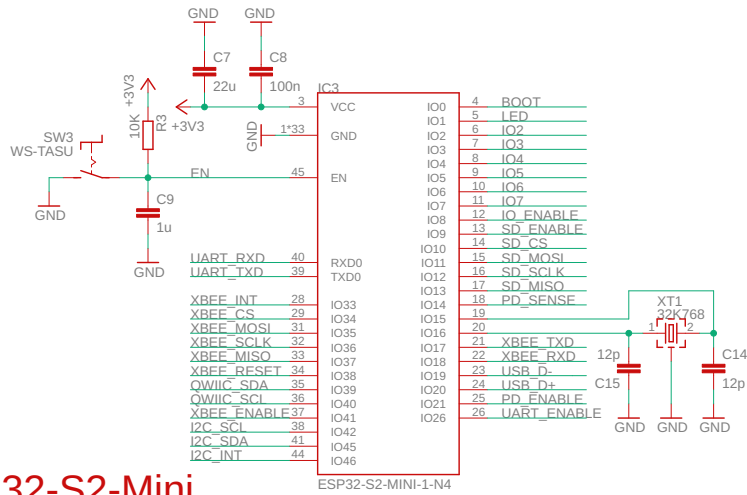 GND GND
C7 C8
22u 100n
+3V3
10K
R3
+3V3
SW3
WS-TASU
GND
EN
C9
1u
GND
GND
IC3
3 VCC IO0 4 BOOT
IO1 5 LED
1*33 GND IO2 6 IO2
IO3 7 IO3
IO4 8 IO4
45 EN IO5 9 IO5
IO6 10 IO6
IO7 11 IO7
IO8 12 IO_ENABLE
IO9 13 SD_ENABLE
IO10 14 SD_CS
UART_RXD 40 RXD0 IO11 15 SD_MOSI
UART_TXD 39 TXD0 IO12 16 SD_SCLK
IO13 17 SD_MISO
XBEE_INT 28 IO33 IO14 18 PD_SENSE
XBEE_CS 29 IO34 IO15 19
XBEE_MOSI 31 IO35 IO16 20
XBEE_SCLK 32 IO36 IO17 21 XBEE_TXD
XBEE_MISO 33 IO37 IO18 22 XBEE_RXD
XBEE_RESET 34 IO38 IO19 23 USB_D-
QWIIC_SDA 35 IO39 IO20 24 USB_D+
QWIIC_SCL 36 IO40 IO21 25 PD_ENABLE
XBEE_ENABLE 37 IO41 IO26 26 UART_ENABLE
I2C_SCL 38 IO42
I2C_SDA 41 IO45
I2C_INT 44 IO46
ESP32-S2-MINI-1-N4
XT1
32K768
1 2
12p C14
C15 12p
GND GND GND
32-S2-Mini